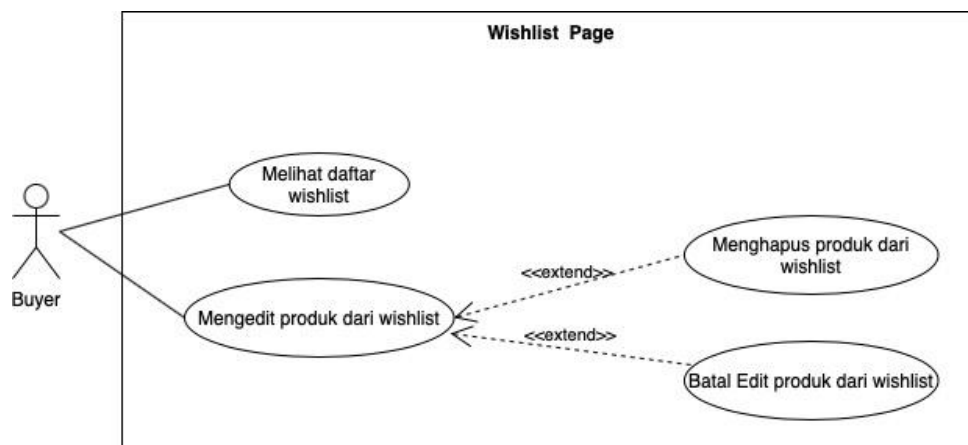 Wishlist Page
Melihat daftar
wishlist
Buyer
Mengedit produk dari wishlist
<<extend>>
<<extend>>
Menghapus produk dari
wishlist
Batal Edit produk dari wishlist